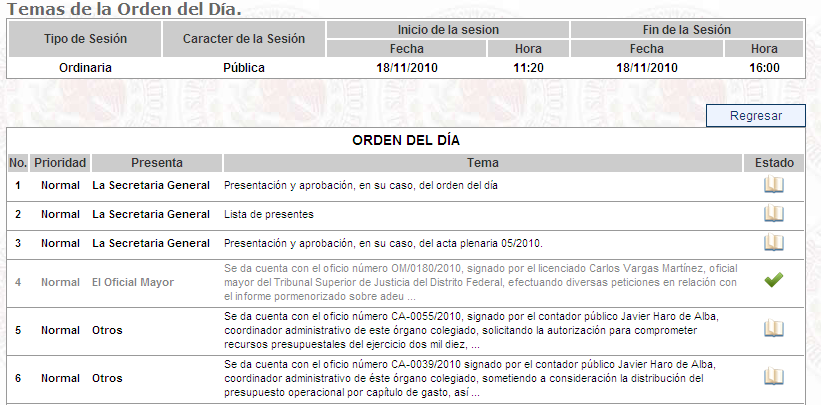 Temas de la Orden del Día.
Tipo de Sesión Caracter de la Sesión Inicio de la sesion Fin de la Sesión
Fecha Hora Fecha Hora
Ordinaria Pública 18/11/2010 11:20 18/11/2010 16:00
Regresar
ORDEN DEL DÍA
No. Prioridad Presenta Tema Estado
1 Normal La Secretaria General Presentación y aprobación, en su caso, del orden del día
2 Normal La Secretaria General Lista de presentes
3 Normal La Secretaria General Presentación y aprobación, en su caso, del acta plenaria 05/2010.
4 Normal El Oficial Mayor Se da cuenta con el oficio número OM/0180/2010, signado por el licenciado Carlos Vargas Martínez, oficial
mayor del Tribunal Superior de Justicia del Distrito Federal, efectuando diversas peticiones en relación con
el informe pormenorizado sobre adeu ...
5 Normal Otros Se da cuenta con el oficio número CA-0055/2010, signado por el contador público Javier Haro de Alba,
coordinador administrativo de este órgano colegiado, solicitando la autorización para comprometer
recursos presupuestales del ejercicio dos mil diez, ...
6 Normal Otros Se da cuenta con el oficio número CA-0039/2010 signado por el contador público Javier Haro de Alba,
coordinador administrativo de éste órgano colegiado, sometiendo a consideración la distribución del
presupuesto operacional por capítulo de gasto, así ...